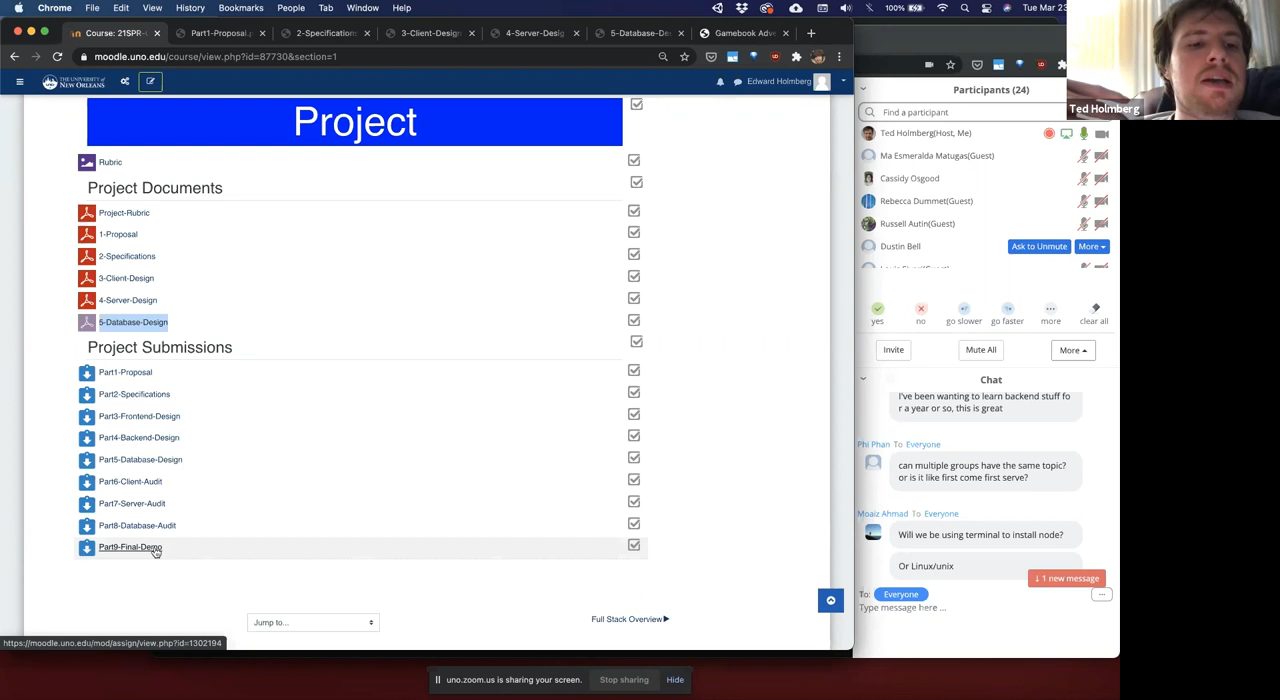 Chrome File Edit View History Bookmarks People Tab Window Help 100% Tue Mar 23
Course: 21SPR- Part1-Proposal.p 2-Specification 3-Client-Design 4-Server-Design 5-Database-De Gamebook Adve
moodle.uno.edu/course/view.php?id=87730&section=1
THE UNIVERSITY of NEW ORLEANS Edward Holmberg
Project
Rubric
Project Documents
Project-Rubric
1-Proposal
2-Specifications
3-Client-Design
4-Server-Design
5-Database-Design
Project Submissions
Part1-Proposal
Part2-Specifications
Part3-Frontend-Design
Part4-Backend-Design
Part5-Database-Design
Part6-Client-Audit
Part7-Server-Audit
Part8-Database-Audit
Part9-Final-Demo
Jump to...
Full Stack Overview
https://moodle.uno.edu/mod/assign/view.php?id=1302194
uno.zoom.us is sharing your screen. Stop sharing Hide
Ted Holmberg
Participants (24)
Find a participant
Ted Holmberg(Host, Me)
Ma Esmeralda Matugas(Guest)
Cassidy Osgood
Rebecca Dummet(Guest)
Russell Autin(Guest)
Dustin Bell Ask to Unmute More
yes no go slower go faster more clear all
Invite Mute All More
Chat
I've been wanting to learn backend stuff fo
r a year or so, this is great
Phi Phan To Everyone
can multiple groups have the same topic?
or is it like first come first serve?
Moaiz Ahmad To Everyone
Will we be using terminal to install node?
Or Linux/unix
↓ 1 new message
To: Everyone
Type message here ...